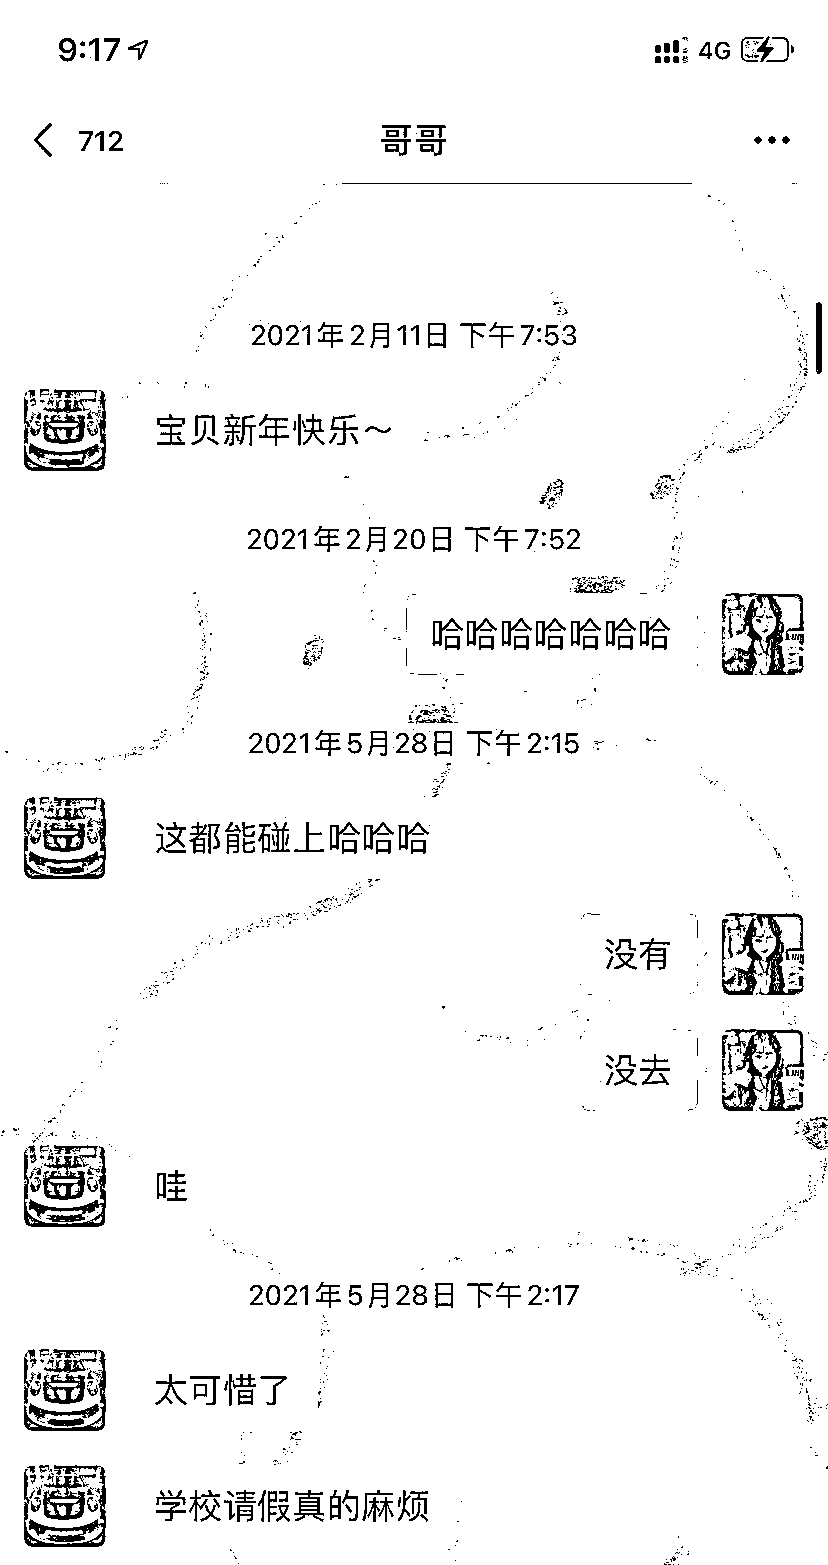 9:17
4G
712
哥哥
2021年2月11日 下午7:53
宝贝新年快乐～
2021年2月20日 下午7:52
哈哈哈哈哈哈哈
2021年5月28日 下午2:15
这都能碰上哈哈哈
没有
没去
哇
2021年5月28日 下午2:17
太可惜了
学校请假真的麻烦